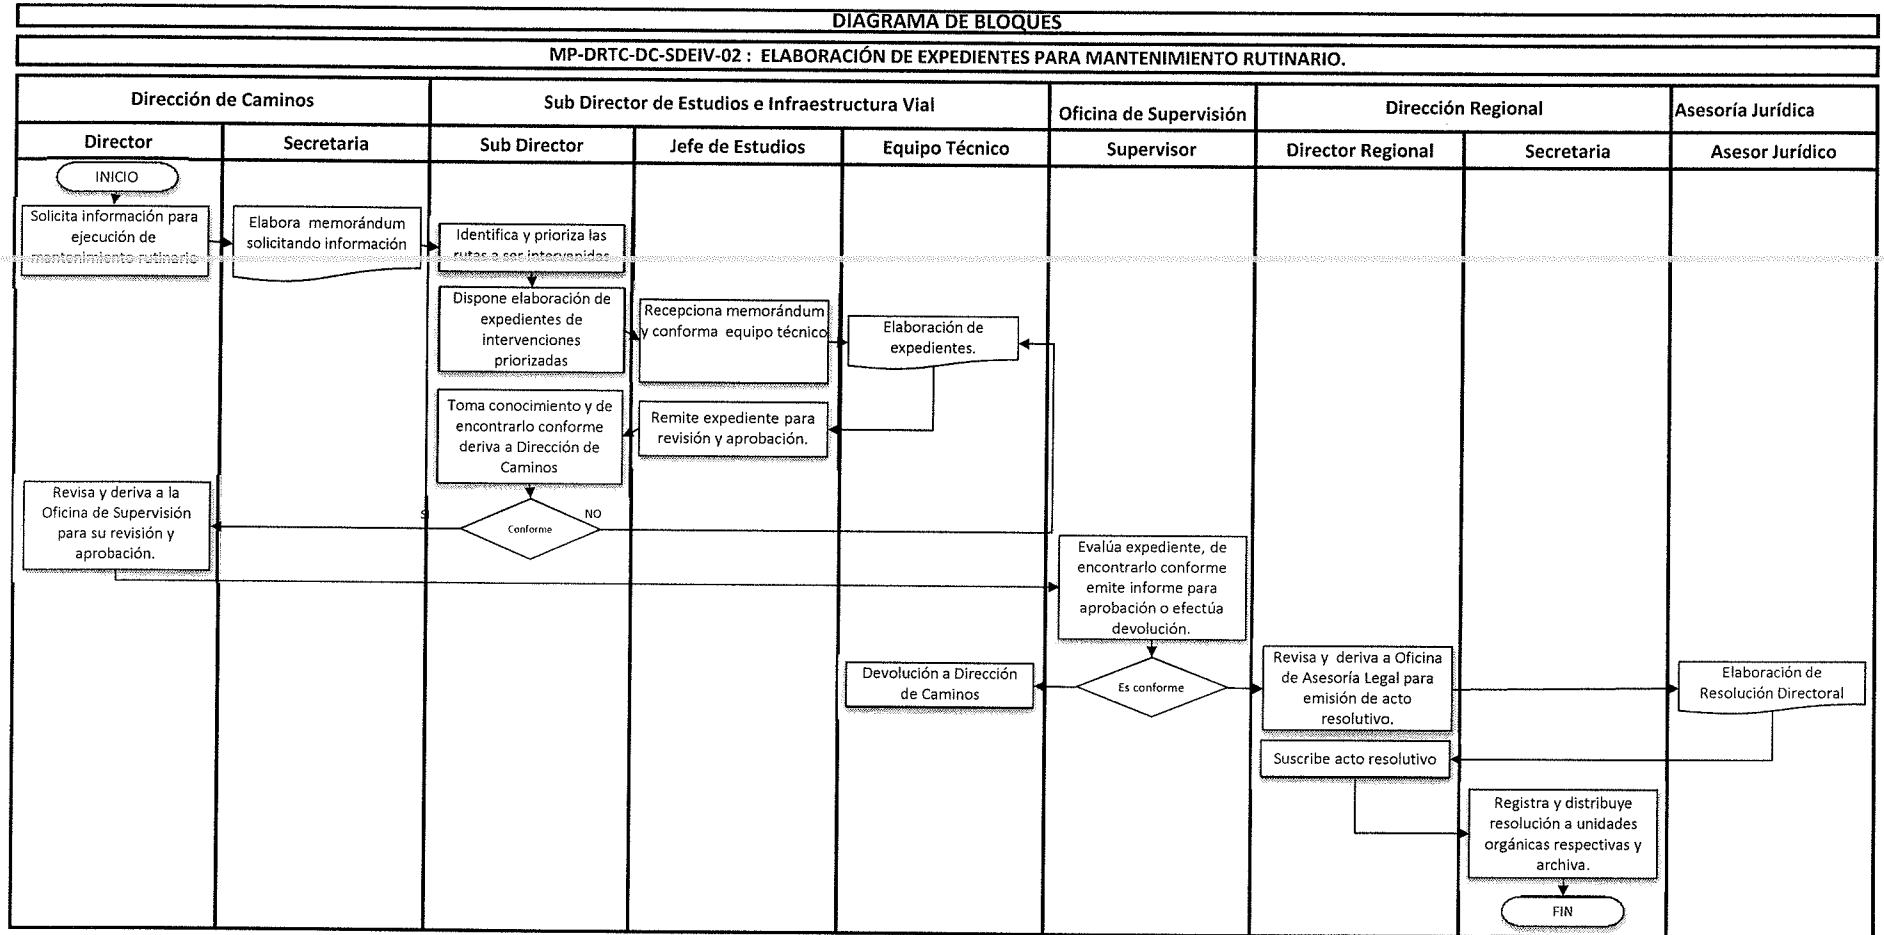 DIAGRAMA DE BLOQUES
MP-DRTC-DC-SDEIV-02 : ELABORACIÓN DE EXPEDIENTES PARA MANTENIMIENTO RUTINARIO.
Dirección de Caminos
Sub Director de Estudios e Infraestructura Vial
Oficina de Supervisión
Dirección Regional
Asesoría Jurídica
Director
Secretaria
Sub Director
Jefe de Estudios
Equipo Técnico
Supervisor
Director Regional
Secretaria
Asesor Jurídico
INICIO
Solicita información para
ejecución de
mantenimiento rutinario
Elabora memorándum
solicitando información
Identifica y prioriza las
rutas a ser intervenidas
Dispone elaboración de
expedientes de
intervenciones
priorizadas
Recepciona memorándum
y conforma equipo técnico
Elaboración de
expedientes.
Toma conocimiento y de
encontrarlo conforme
deriva a Dirección de
Caminos
Remite expediente para
revisión y aprobación.
Revisa y deriva a la
Oficina de Supervisión
para su revisión y
aprobación.
SI
Conforme
NO
Evalúa expediente, de
encontrarlo conforme
emite informe para
aprobación o efectúa
devolución.
Devolución a Dirección
de Caminos
Es conforme
Revisa y deriva a Oficina
de Asesoría Legal para
emisión de acto
resolutivo.
Elaboración de
Resolución Directoral
Suscribe acto resolutivo
Registra y distribuye
resolución a unidades
orgánicas respectivas y
archiva.
FIN